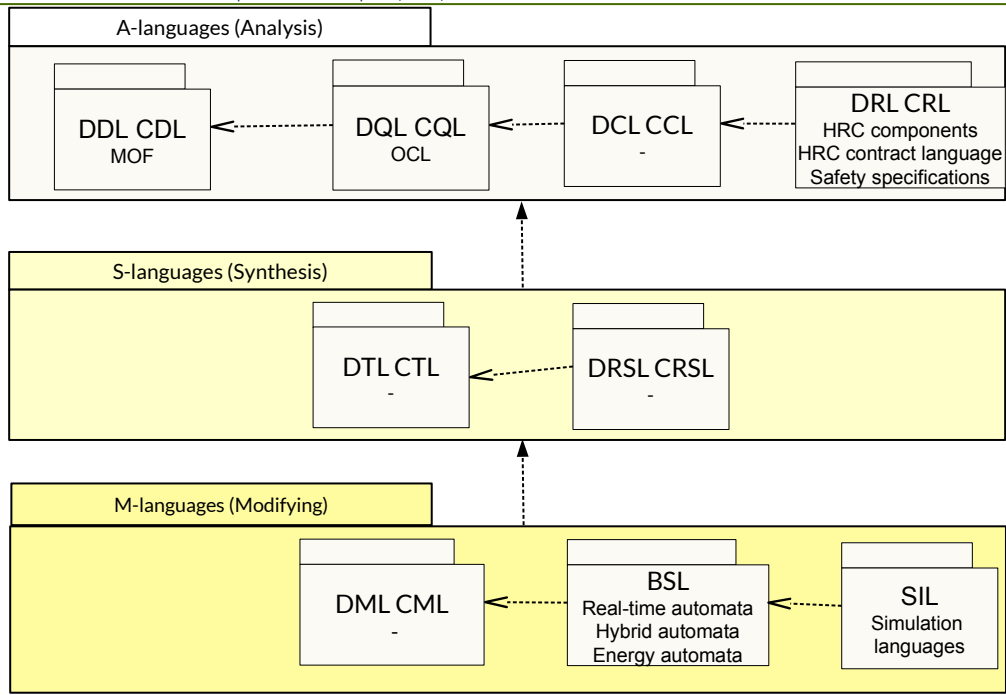 A-languages (Analysis)
DDL CDL
MOF
DQL CQL
OCL
DCL CCL
-
DRL CRL
HRC components
HRC contract language
Safety specifications
S-languages (Synthesis)
DTL CTL
-
DRSL CRSL
-
M-languages (Modifying)
DML CML
-
BSL
Real-time automata
Hybrid automata
Energy automata
SIL
Simulation
languages